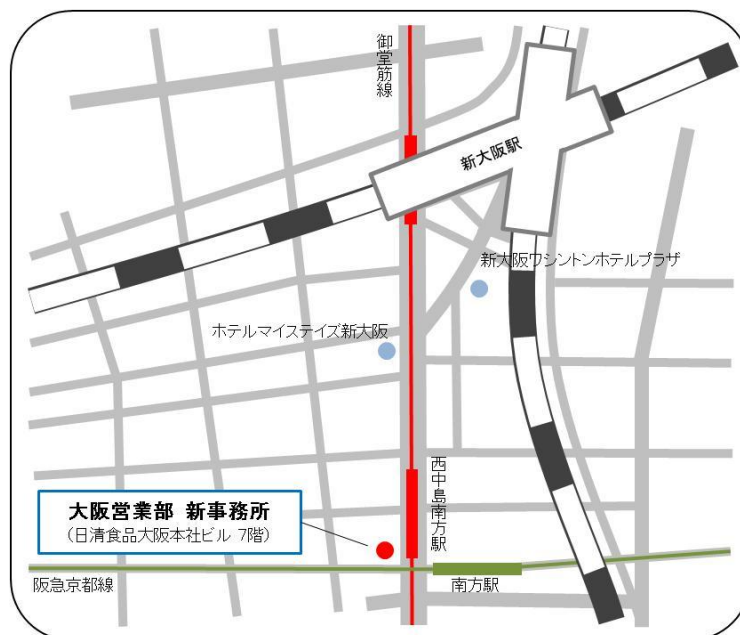 御堂筋線
新大阪駅
新大阪ワシントンホテルプラザ
ホテルマイステイズ新大阪
西中島南方駅
大阪営業部 新事務所
（日清食品大阪本社ビル 7階）
阪急京都線
南方駅